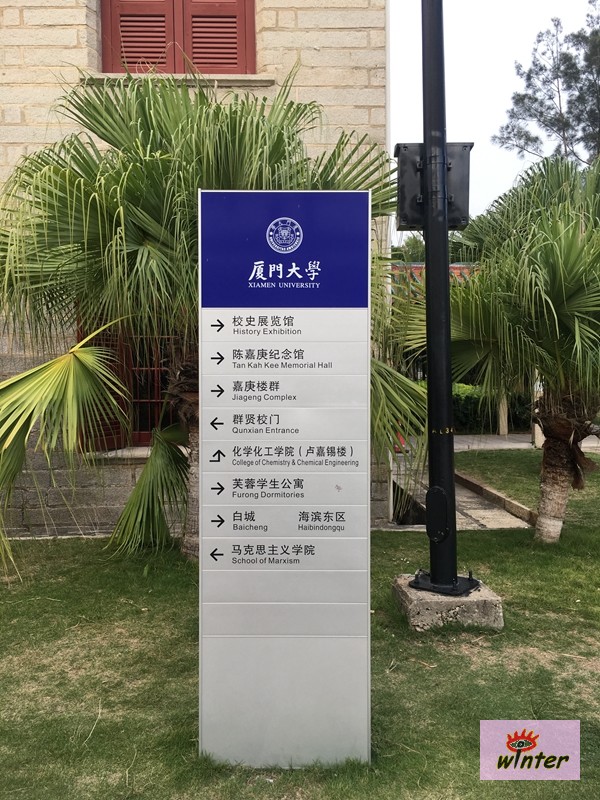 厦門大學
XIAMEN UNIVERSITY
校史展览馆
History Exhibition
陈嘉庚纪念馆
Tan Kah Kee Memorial Hall
嘉庚楼群
Jiageng Complex
群贤校门
Qunxian Entrance
化学化工学院（卢嘉锡楼）
College of Chemistry & Chemical Engineering
芙蓉学生公寓
Furong Dormitories
白城 海滨东区
Baicheng Haibindongqu
马克思主义学院
School of Marxism
winter